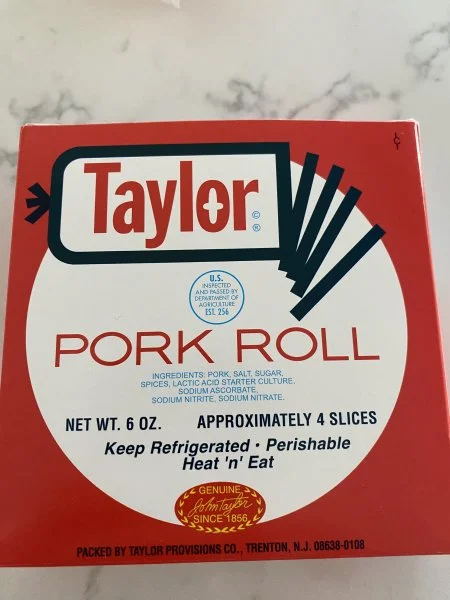 Taylor
©
®
U.S.
INSPECTED
AND PASSED BY
DEPARTMENT OF
AGRICULTURE
EST. 256
PORK ROLL
INGREDIENTS: PORK, SALT, SUGAR,
SPICES, LACTIC ACID STARTER CULTURE,
SODIUM ASCORBATE,
SODIUM NITRITE, SODIUM NITRATE.
NET WT. 6 OZ. APPROXIMATELY 4 SLICES
Keep Refrigerated • Perishable
Heat 'n' Eat
GENUINE
John Taylor
SINCE 1856
PACKED BY TAYLOR PROVISIONS CO., TRENTON, N.J. 08638-0108